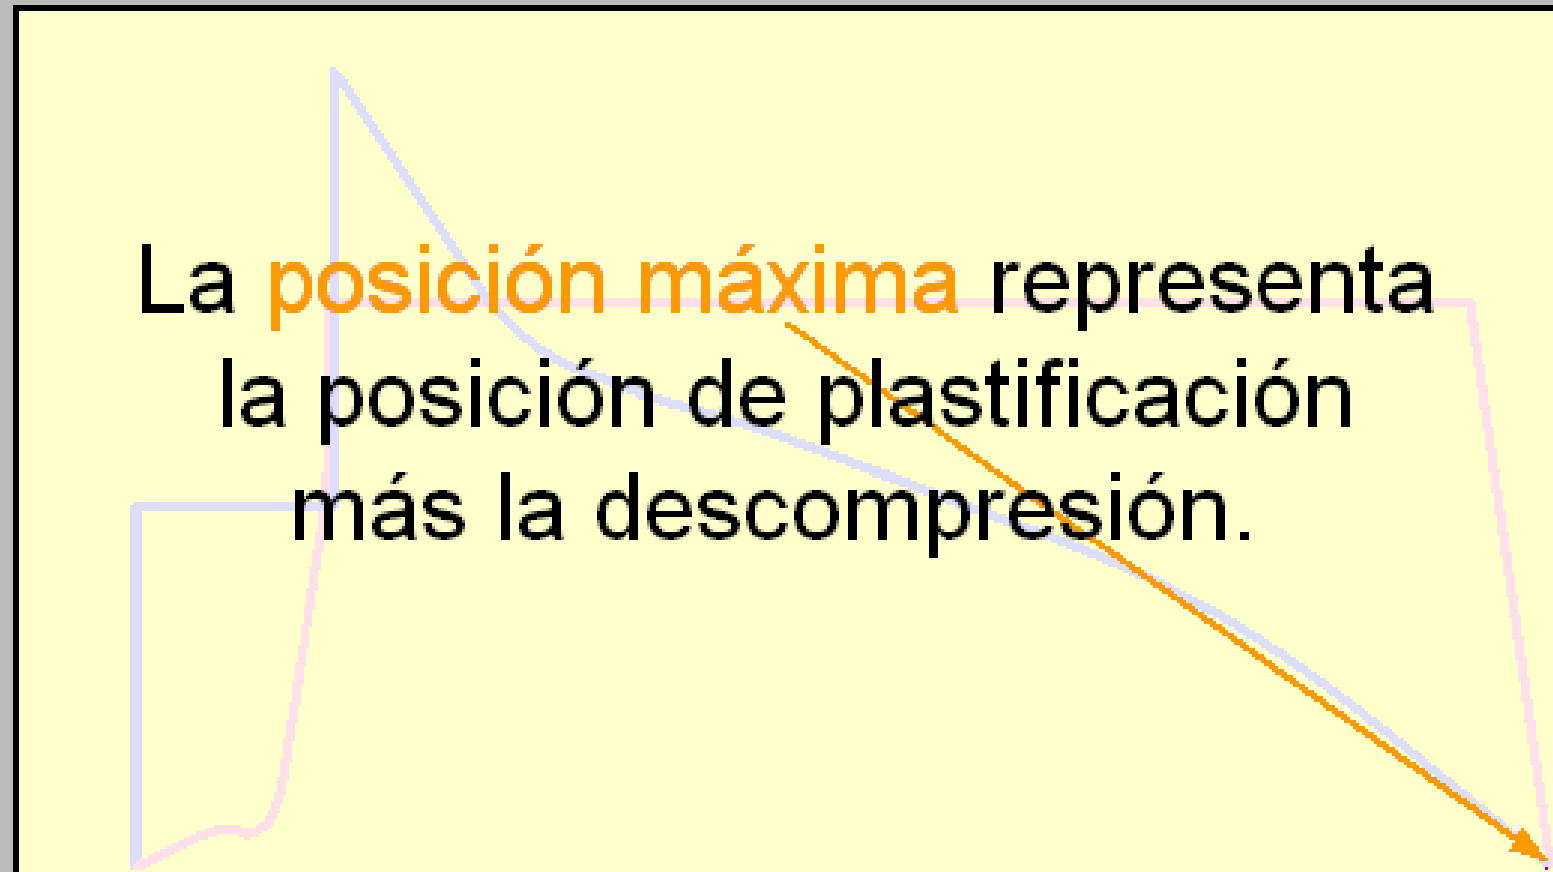 La posición máxima representa
la posición de plastificación
más la descompresión.